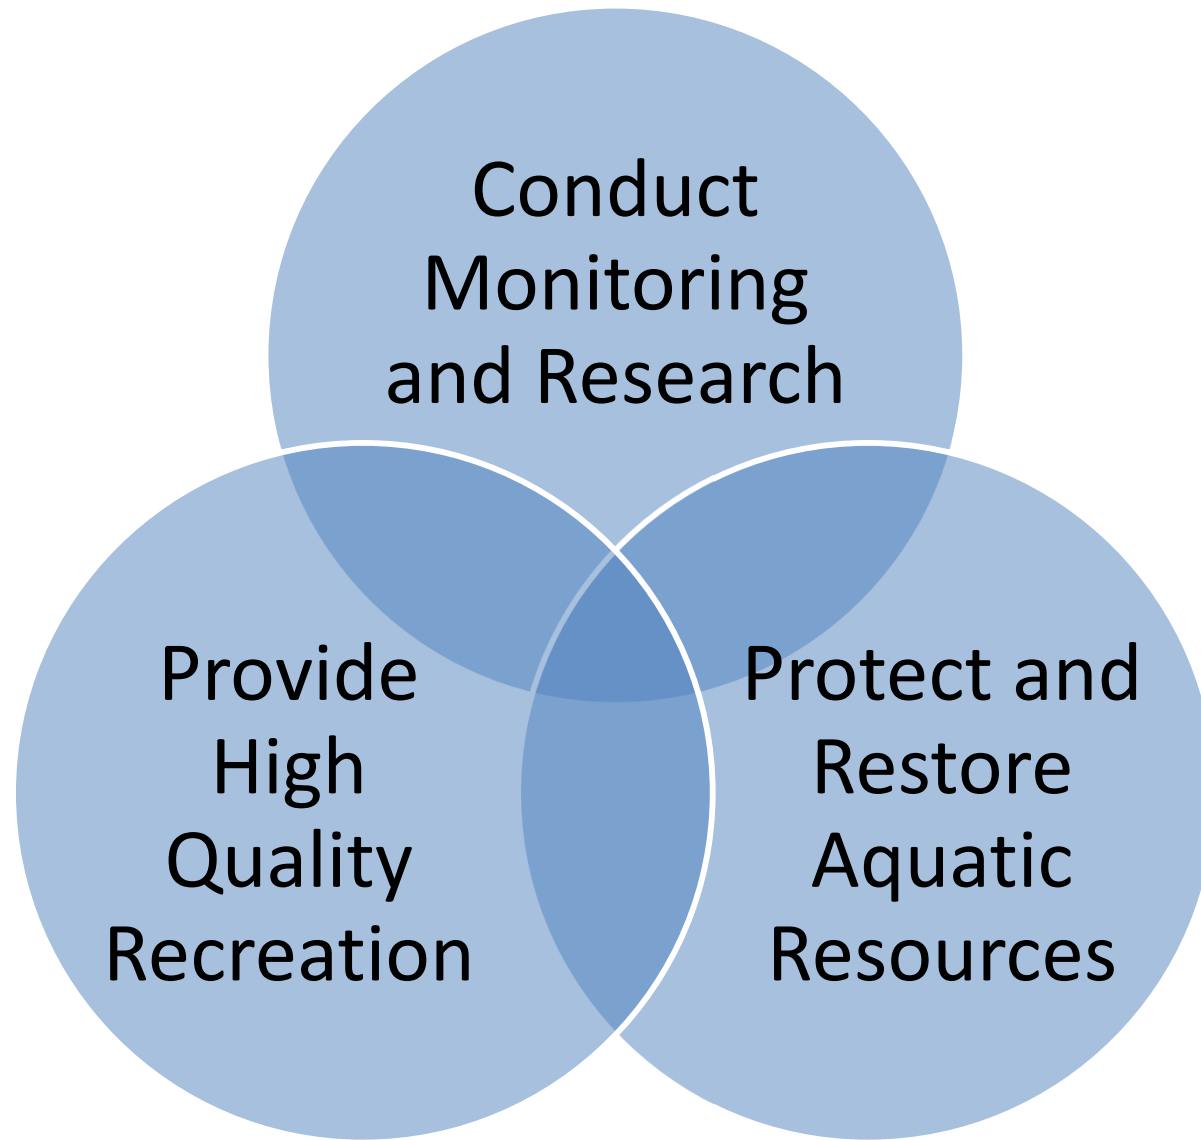 Conduct
Monitoring
and Research
Provide
High
Quality
Recreation
Protect and
Restore
Aquatic
Resources